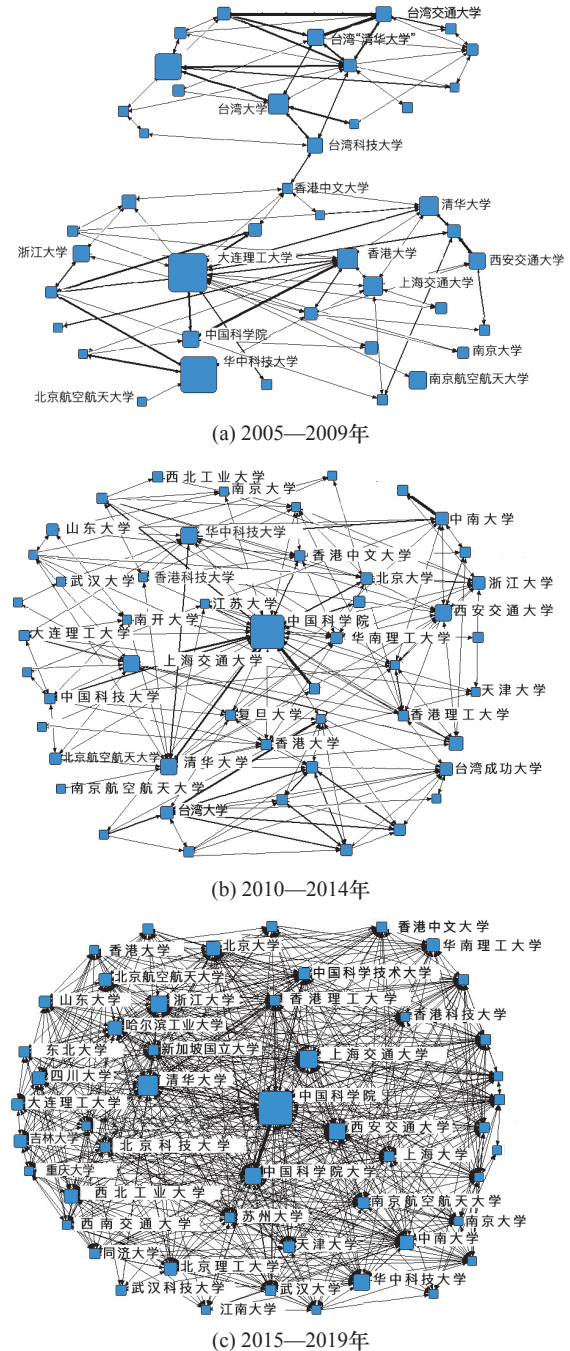 台湾交通大学
台湾“清华大学”
台湾大学
台湾科技大学
香港中文大学
清华大学
浙江大学
大连理工大学
香港大学
西安交通大学
上海交通大学
中国科学院
南京大学
华中科技大学
南京航空航天大学
北京航空航天大学
(a) 2005—2009年
西北工业大学
南京大学
中南大学
山东大学
华中科技大学
香港中文大学
武汉大学
香港科技大学
北京大学
浙江大学
江苏大学
西安交通大学
南开大学
中国科学院
大连理工大学
华南理工大学
上海交通大学
中国科技大学
天津大学
复旦大学
香港理工大学
香港大学
北京航空航天大学
清华大学
台湾成功大学
南京航空航天大学
台湾大学
(b) 2010—2014年
香港中文大学
香港大学
北京大学
华南理工大学
北京航空航天大学
中国科学技术大学
山东大学
浙江大学
香港理工大学
香港科技大学
哈尔滨工业大学
东北大学
新加坡国立大学
上海交通大学
四川大学
清华大学
大连理工大学
中国科学院
吉林大学
北京科技大学
西安交通大学
上海大学
重庆大学
中国科学院大学
西北工业大学
南京航空航天大学
西南交通大学
苏州大学
南京大学
同济大学
天津大学
中南大学
北京理工大学
武汉科技大学
武汉大学
华中科技大学
江南大学
(c) 2015—2019年